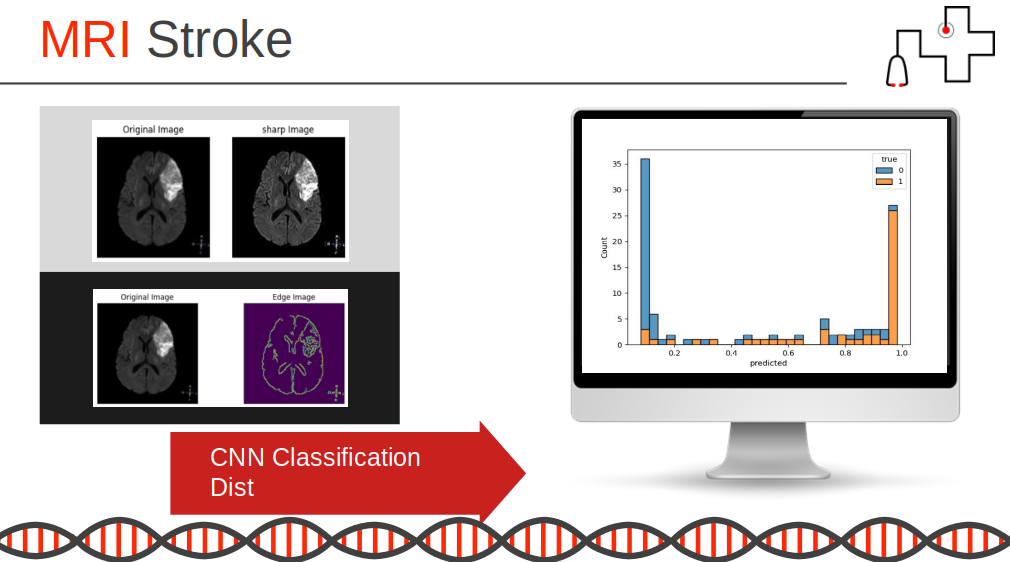 MRI Stroke
Original Image
sharp Image
Original Image
Edge Image
CNN Classification
Dist
true
0
1
35
30
25
20
15
10
5
0
Count
0.2 0.4 0.6 0.8 1.0
predicted